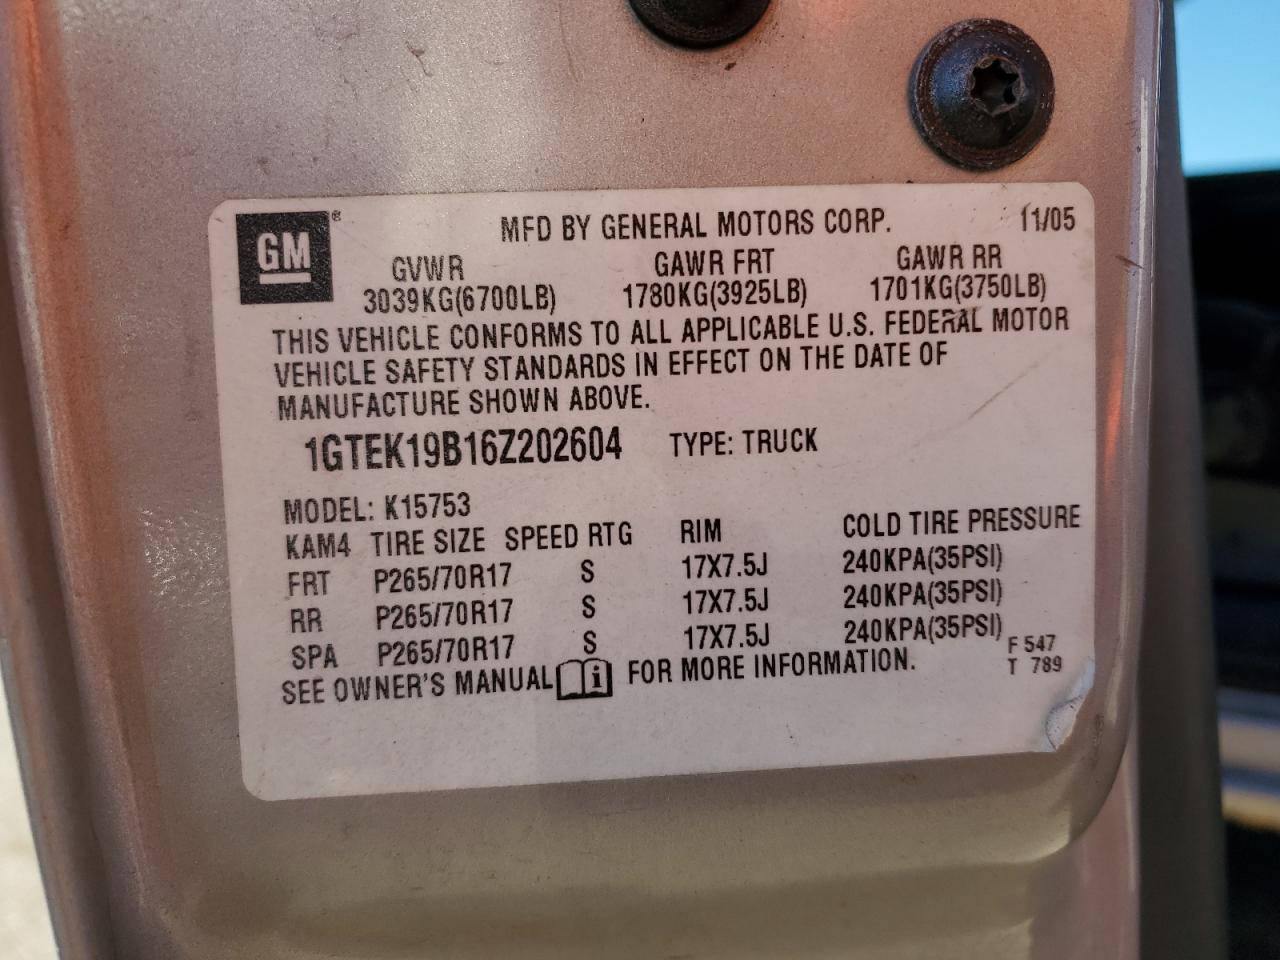 GM ® MFD BY GENERAL MOTORS CORP. 11/05
GVWR GAWR FRT GAWR RR
3039KG(6700LB) 1780KG(3925LB) 1701KG(3750LB)
THIS VEHICLE CONFORMS TO ALL APPLICABLE U.S. FEDERAL MOTOR
VEHICLE SAFETY STANDARDS IN EFFECT ON THE DATE OF
MANUFACTURE SHOWN ABOVE.
1GTEK19B16Z202604 TYPE: TRUCK
MODEL: K15753
KAM4 TIRE SIZE SPEED RTG RIM COLD TIRE PRESSURE
FRT P265/70R17 S 17X7.5J 240KPA(35PSI)
RR P265/70R17 S 17X7.5J 240KPA(35PSI)
SPA P265/70R17 S 17X7.5J 240KPA(35PSI)
SEE OWNER'S MANUAL i FOR MORE INFORMATION.
F 547
T 789